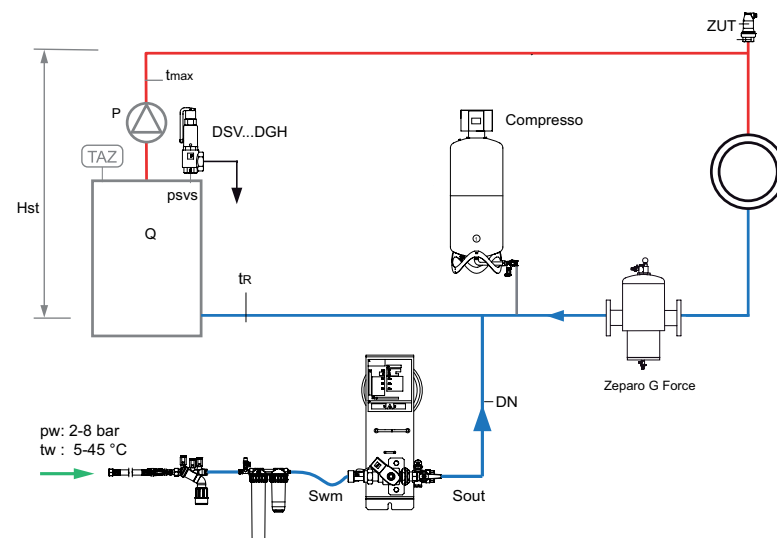 ZUT
tmax
P
DSV...DGH
Compresso
TAZ
psvs
Hst
Q
tR
Zeparo G Force
DN
pw: 2-8 bar
tw : 5-45 °C
Swm
Sout